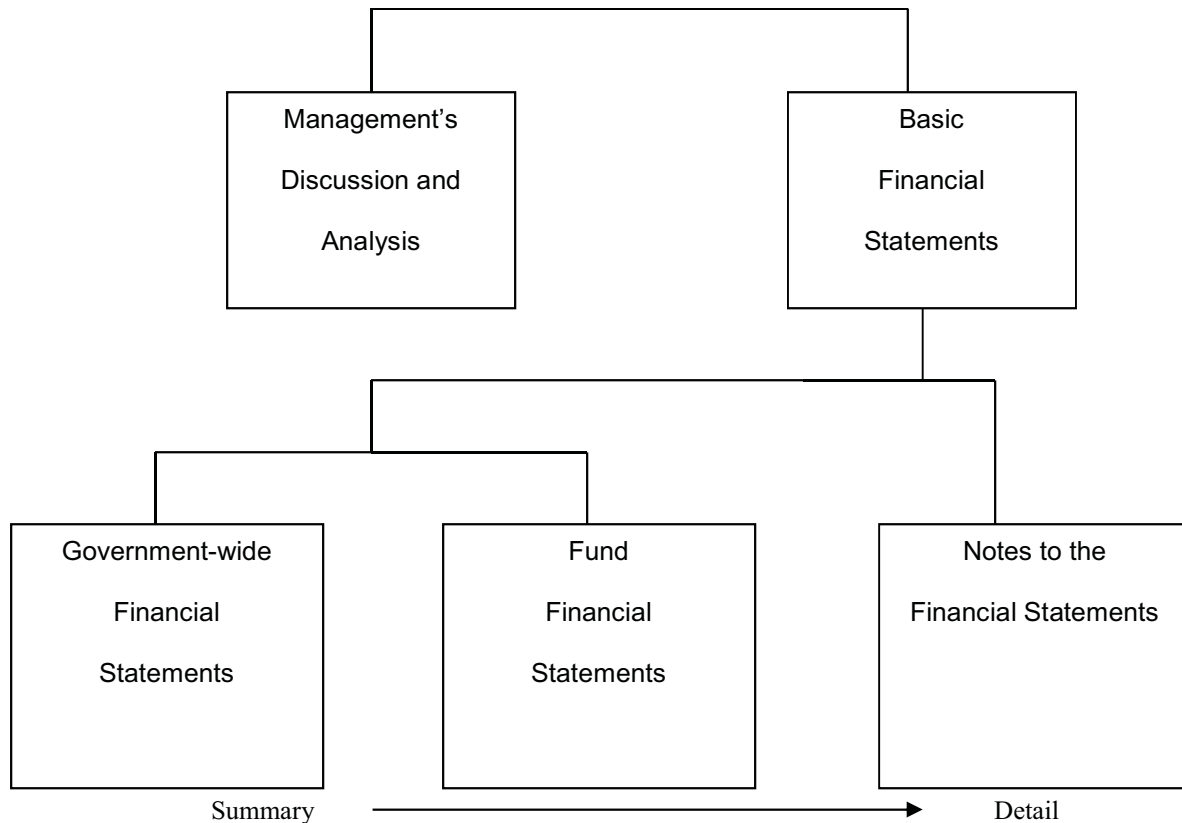 Management’s
Discussion and
Analysis
Basic
Financial
Statements
Government-wide
Financial
Statements
Fund
Financial
Statements
Notes to the
Financial Statements
Summary
Detail